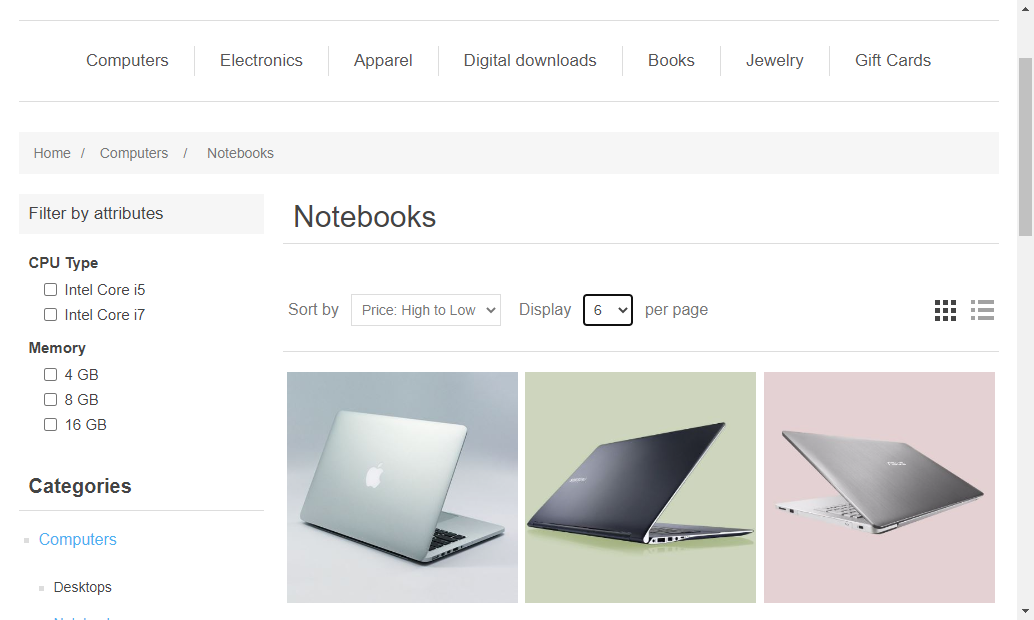 Computers Electronics Apparel Digital downloads Books Jewelry Gift Cards
Home / Computers / Notebooks
Filter by attributes
CPU Type
Intel Core i5
Intel Core i7
Memory
4 GB
8 GB
16 GB
Categories
Computers
Desktops
Notebooks
Sort by Price: High to Low Display 6 per page